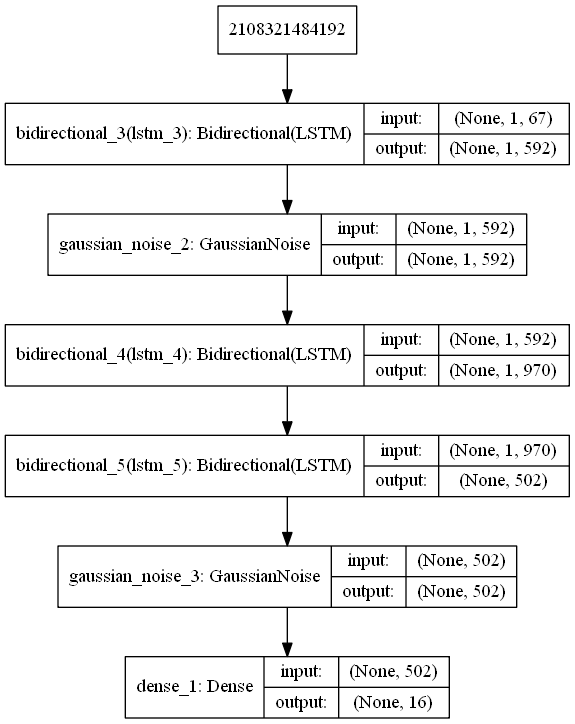 2108321484192
bidirectional_3(lstm_3): Bidirectional(LSTM)
input: (None, 1, 67)
output: (None, 1, 592)
gaussian_noise_2: GaussianNoise
input: (None, 1, 592)
output: (None, 1, 592)
bidirectional_4(lstm_4): Bidirectional(LSTM)
input: (None, 1, 592)
output: (None, 1, 970)
bidirectional_5(lstm_5): Bidirectional(LSTM)
input: (None, 1, 970)
output: (None, 502)
gaussian_noise_3: GaussianNoise
input: (None, 502)
output: (None, 502)
dense_1: Dense
input: (None, 502)
output: (None, 16)